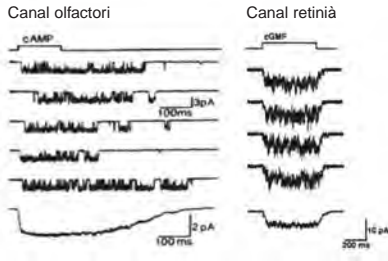 Canal olfactori
Canal retinià
cAMP
cGMP
3pA
100ms
2 pA
100 ms
10 pA
200 ms